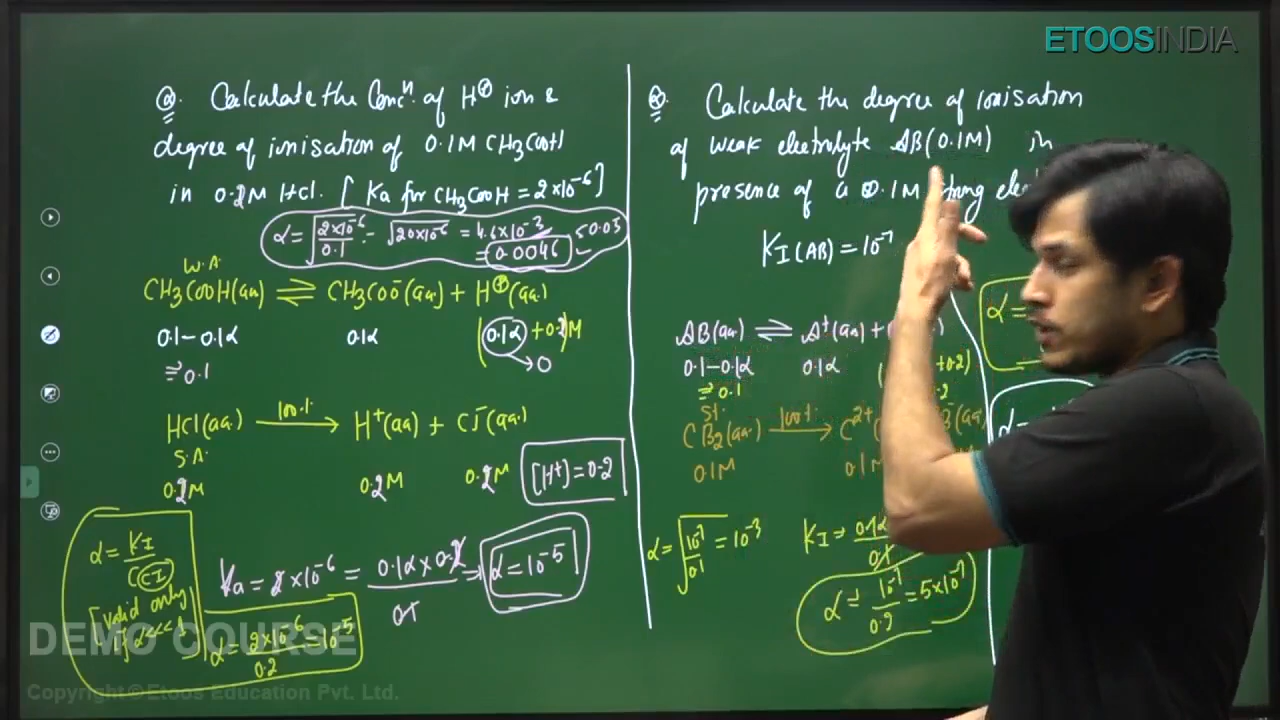 ETOOSINDIA
Q. Calculate the Concⁿ. of H⊕ ion &
degree of ionisation of 0.1M CH3COOH
in 0.2M HCl. [ Ka for CH3COOH = 2×10⁻⁶ ]
α = √(2×10⁻⁶/0.1) = √(20×10⁻⁶) = 4.6×10⁻³
= 0.0046 <0.03
W.A
CH3COOH(aq) ⇌ CH3COO⁻(aq) + H⊕(aq.)
0.1-0.1α 0.1α (0.1α + 0.2)M
≃ 0.1 → 0
HCl(aq.) 100% → H⁺(aq) + Cl⁻(aq.)
S.A
0.2M 0.2M 0.2M [H⁺] = 0.2
Ka = 2×10⁻⁶ = 0.1α×0.2/0.1 ⇒ α = 10⁻⁵
α = KI/CCI
[valid only
if α<<<1
α = 2×10⁻⁶/0.2 = 10⁻⁵
Q. Calculate the degree of ionisation
of weak electrolyte AB(0.1M) in
presence of a 0.1M strong
KI(AB) = 10⁻⁷
AB(aq.) ⇌ A⁺(aq) +
0.1-0.1α 0.1α +0.2)
≃ 0.1
St.
CB2(aq.) 100% → C²⁺
0.1M 0.1M
α = √(10⁻⁷/0.1) = 10⁻³
KI ⇒ 0.1α
0.1
α = 10⁻⁷/0.2 = 5×10⁻⁷
α =
α =
DEMO COURSE
Copyright©Etoos Education Pvt. Ltd.